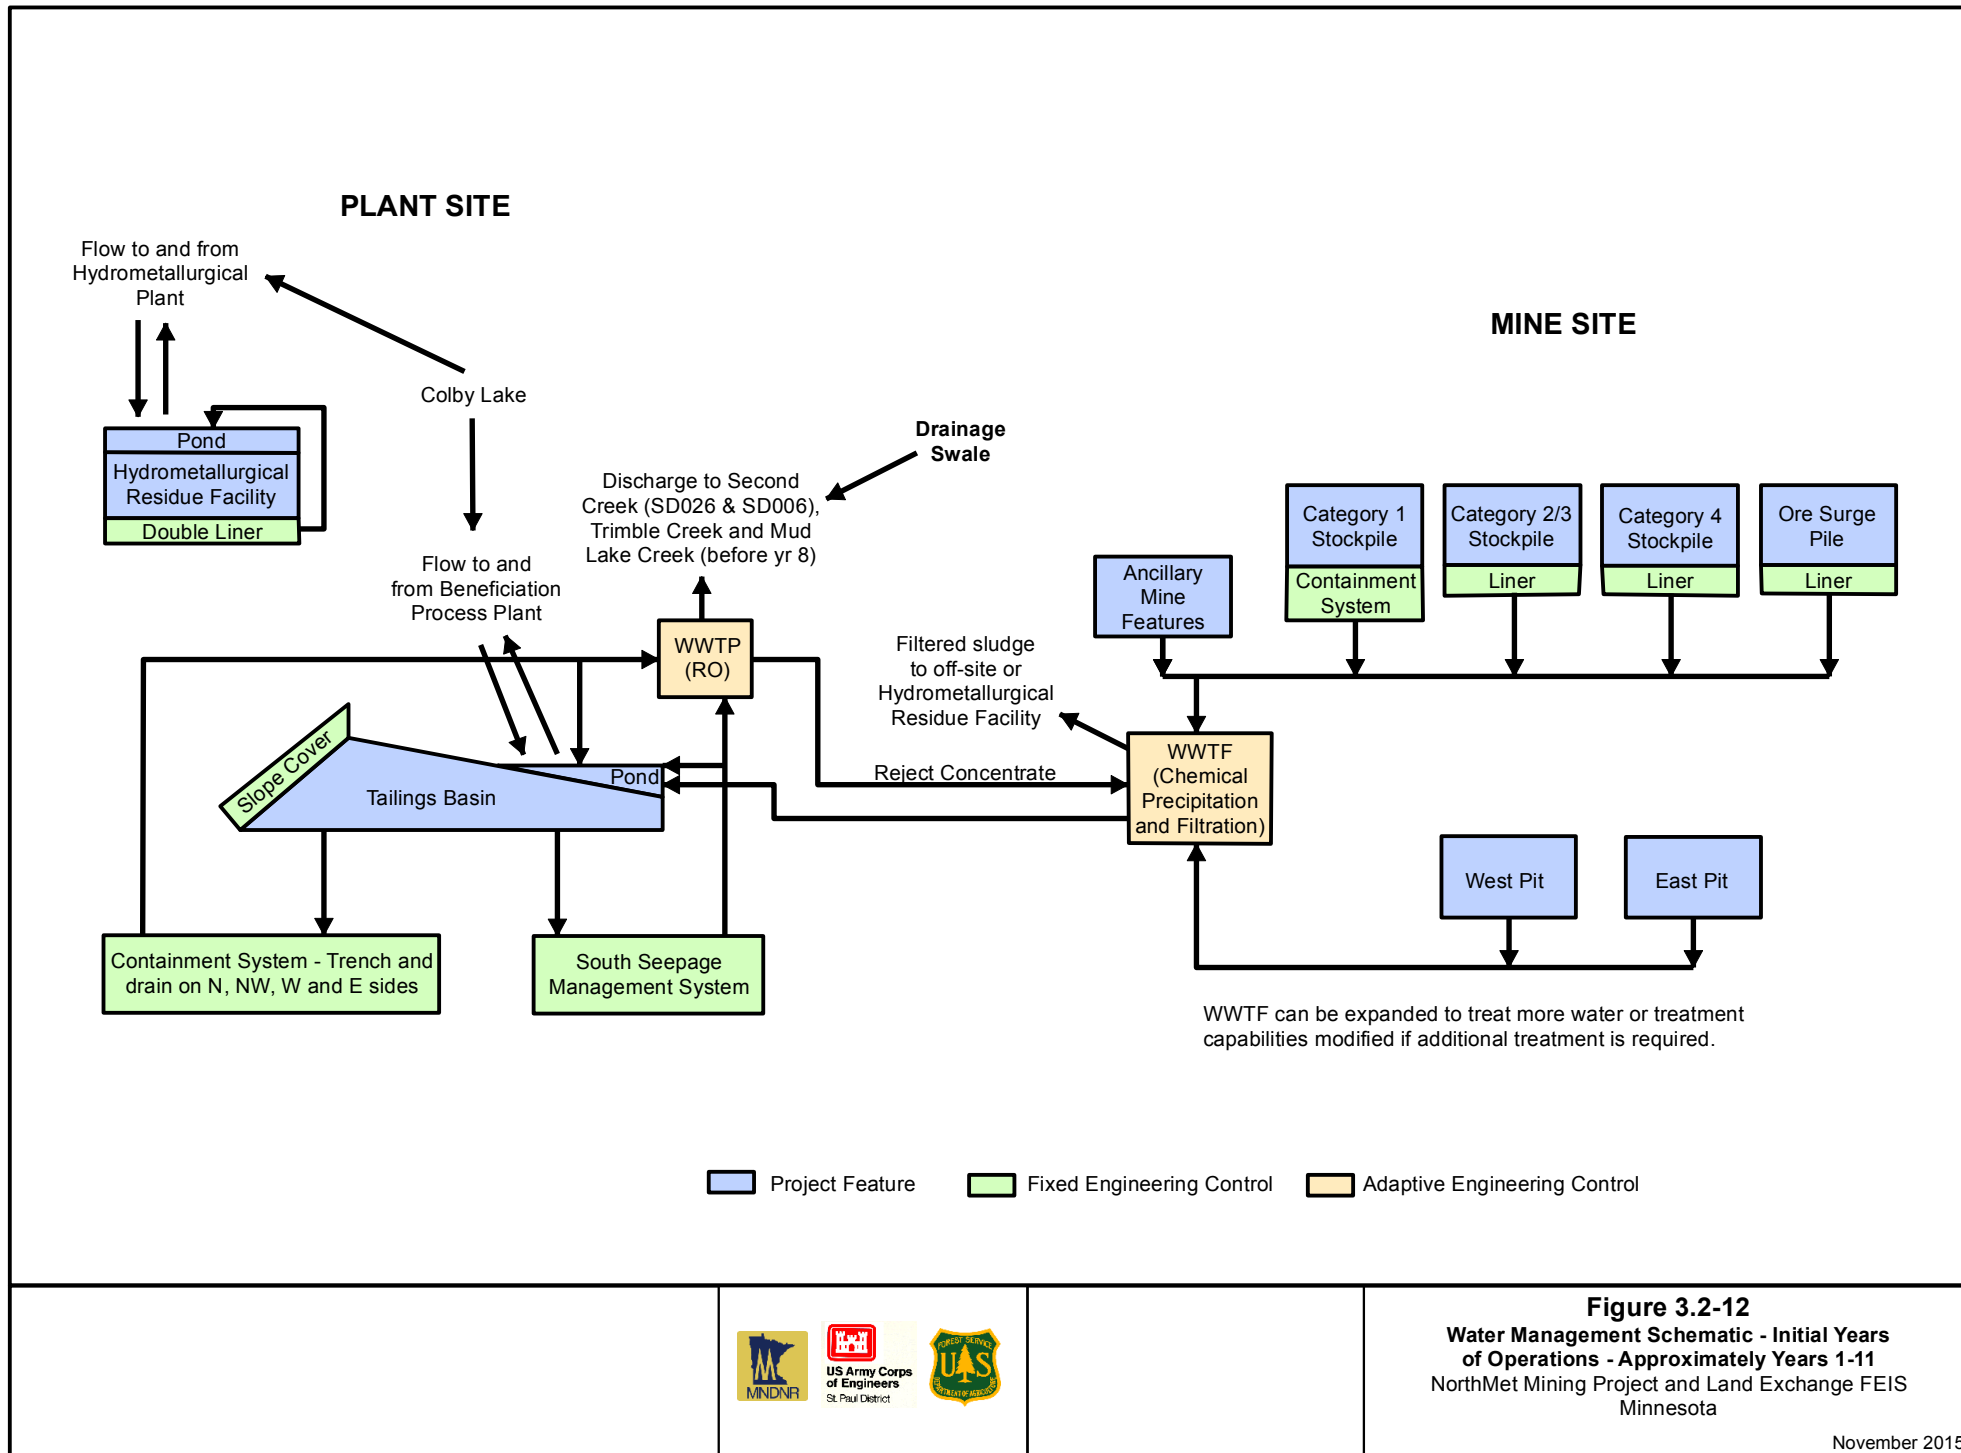 PLANT SITE
Flow to and from
Hydrometallurgical
Plant
Colby Lake
Pond
Hydrometallurgical
Residue Facility
Double Liner
Flow to and
from Beneficiation
Process Plant
Discharge to Second
Creek (SD026 & SD006),
Trimble Creek and Mud
Lake Creek (before yr 8)
Drainage
Swale
WWTP
(RO)
Slope Cover
Tailings Basin
Pond
Containment System - Trench and
drain on N, NW, W and E sides
South Seepage
Management System
Reject Concentrate
Filtered sludge
to off-site or
Hydrometallurgical
Residue Facility
MINE SITE
Ancillary
Mine
Features
Category 1
Stockpile
Containment
System
Category 2/3
Stockpile
Liner
Category 4
Stockpile
Liner
Ore Surge
Pile
Liner
WWTF
(Chemical
Precipitation
and Filtration)
West Pit
East Pit
WWTF can be expanded to treat more water or treatment
capabilities modified if additional treatment is required.
Project Feature
Fixed Engineering Control
Adaptive Engineering Control
MNDNR
US Army Corps
of Engineers
St. Paul District
FOREST SERVICE
US
DEPARTMENT OF AGRICULTURE
Figure 3.2-12
Water Management Schematic - Initial Years
of Operations - Approximately Years 1-11
NorthMet Mining Project and Land Exchange FEIS
Minnesota
November 2015